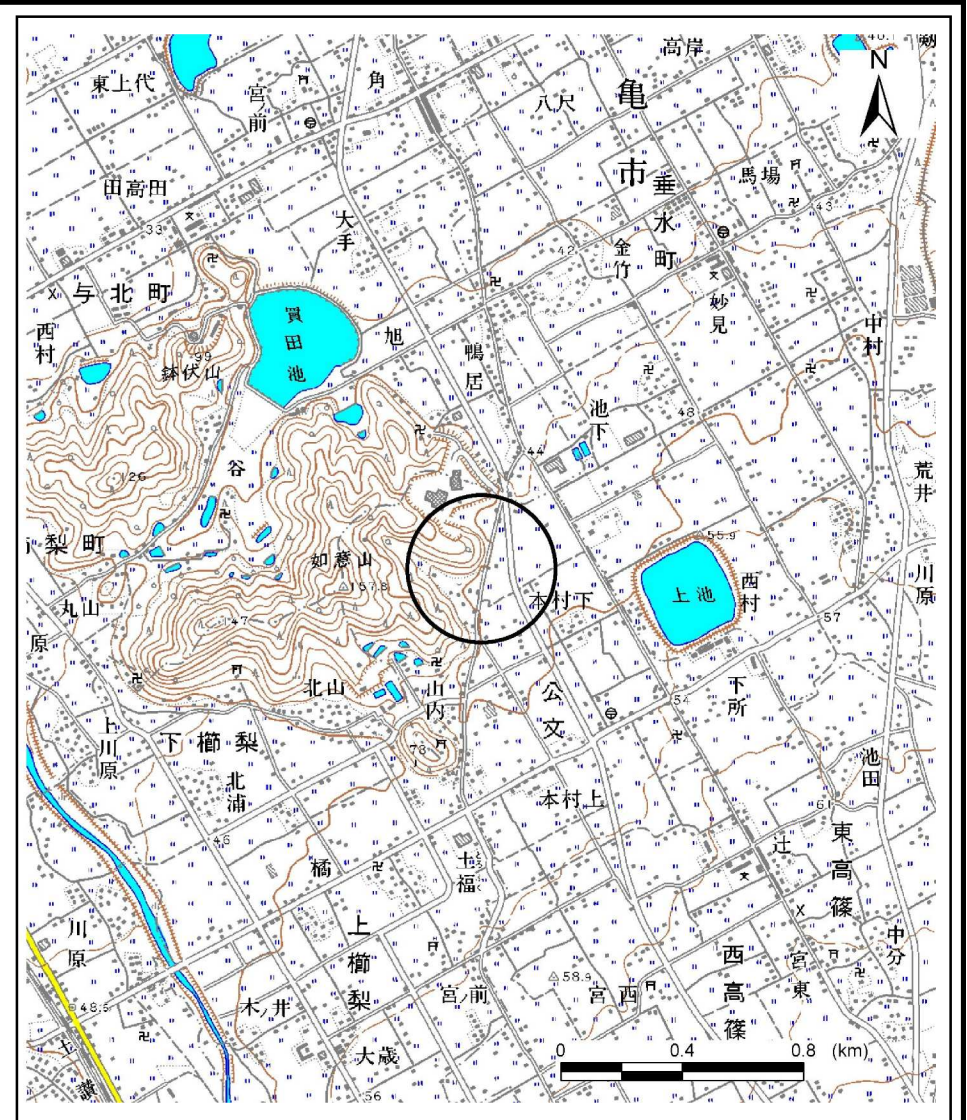 高岸
40.
東上代
宮ノ前
角
八尺
亀
市
N
田高田
33
大手
垂水町
馬場
43
42
金竹
与北町
西村
買田池
旭
鴨居
妙見
中村
99
鉢伏山
池下
48
44
126
谷
荒井
梨町
如意山
157.8
55.9
上池
西村
川原
丸山
147
本村下
57
原
北山
山内
公文
54
下所
上川原
下櫛梨
北浦
73
池田
本村上
61
46
橘
土福
辻
東高篠
川原
上櫛梨
中分
48.5
木ノ井
宮ノ前
58.9
宮西
西高篠
宮東
土讃
大歳
56
0 0.4 0.8 (km)